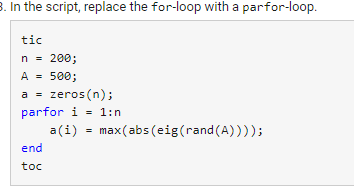 3. In the script, replace the for-loop with a parfor-loop.
tic
n = 200;
A = 500;
a = zeros(n);
parfor i = 1:n
    a(i) = max(abs(eig(rand(A))));
end
toc